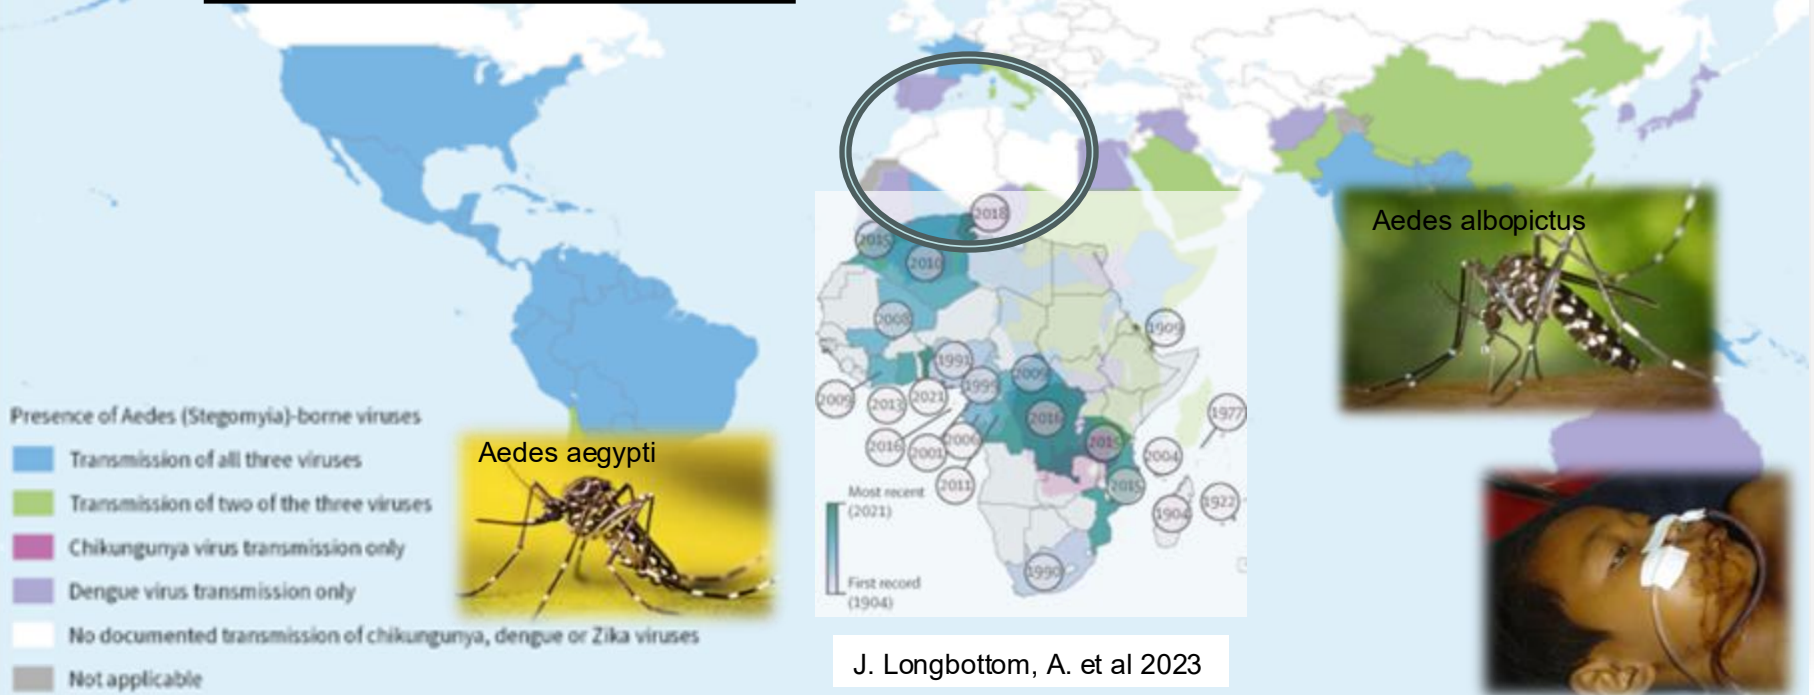 Presence of Aedes (Stegomyia)-borne viruses
Transmission of all three viruses
Transmission of two of the three viruses
Chikungunya virus transmission only
Dengue virus transmission only
No documented transmission of chikungunya, dengue or Zika viruses
Not applicable
Aedes aegypti
2018
2015
2010
2008
1909
1991
2009
1999
2009
2013
2021
2016
1977
2016
2001
2006
2004
2011
2015
1904
1922
1990
Most recent
(2021)
First record
(1904)
J. Longbottom, A. et al 2023
Aedes albopictus